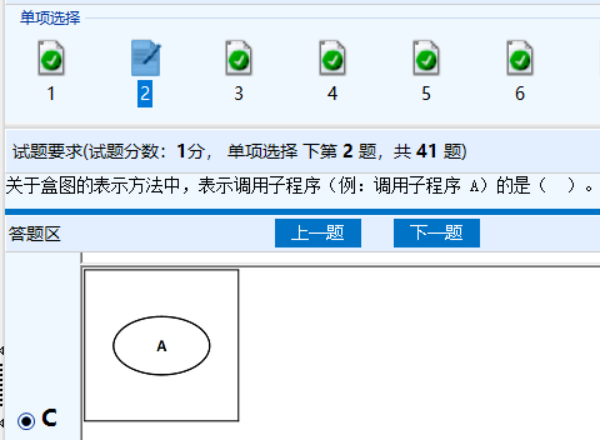 单项选择
1 2 3 4 5 6
试题要求(试题分数：1分， 单项选择 下第 2 题，共 41 题)
关于盒图的表示方法中，表示调用子程序（例：调用子程序 A）的是（ ）。
答题区 上一题 下一题
A
C